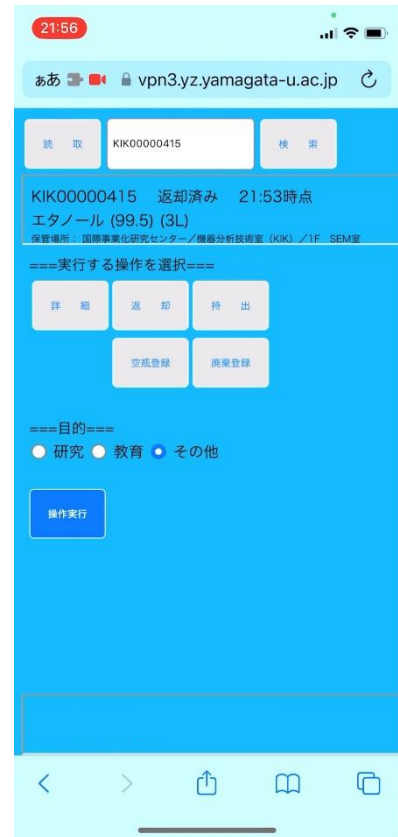 21:56
ぁあ vpn3.yz.yamagata-u.ac.jp
読 取 KIK00000415 検 索
KIK00000415 返却済み 21:53時点
エタノール (99.5) (3L)
保管場所： 国際事業化研究センター／機器分析技術室（KIK）／1F SEM室
===実行する操作を選択===
詳 細 返 却 持 出
空瓶登録 廃棄登録
===目的===
研究 教育 その他
操作実行